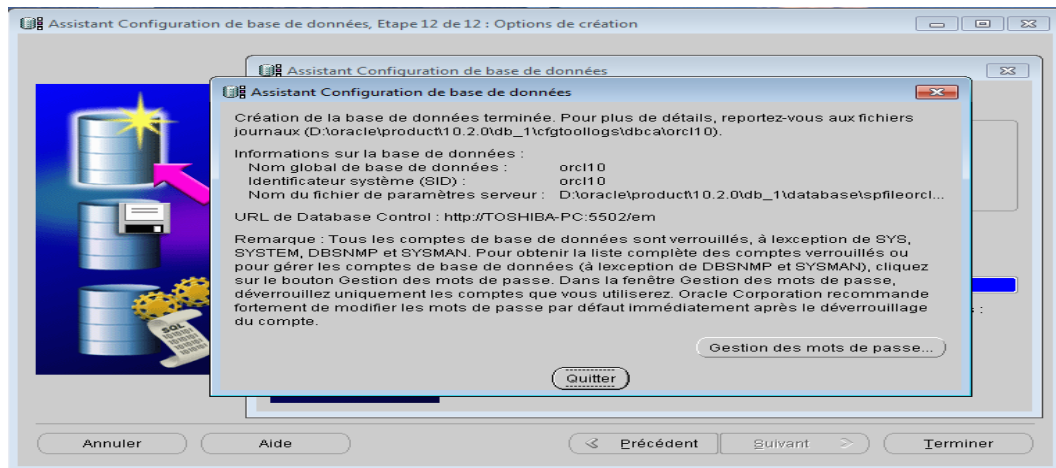 Assistant Configuration de base de données, Etape 12 de 12 : Options de création
Assistant Configuration de base de données
Assistant Configuration de base de données
Création de la base de données terminée. Pour plus de détails, reportez-vous aux fichiers
journaux (D:\oracle\product\10.2.0\db_1\cfgtoollogs\dbca\orcl10).
Informations sur la base de données :
Nom global de base de données : orcl10
Identificateur système (SID) : orcl10
Nom du fichier de paramètres serveur : D:\oracle\product\10.2.0\db_1\database\spfileorcl...
URL de Database Control : http://TOSHIBA-PC:5502/em
Remarque : Tous les comptes de base de données sont verrouillés, à lexception de SYS,
SYSTEM, DBSNMP et SYSMAN. Pour obtenir la liste complète des comptes verrouillés ou
pour gérer les comptes de base de données (à lexception de DBSNMP et SYSMAN), cliquez
sur le bouton Gestion des mots de passe. Dans la fenêtre Gestion des mots de passe,
déverrouillez uniquement les comptes que vous utiliserez. Oracle Corporation recommande
fortement de modifier les mots de passe par défaut immédiatement après le déverrouillage
du compte.
Gestion des mots de passe...
Quitter
SQL
Annuler Aide Précédent Suivant Terminer